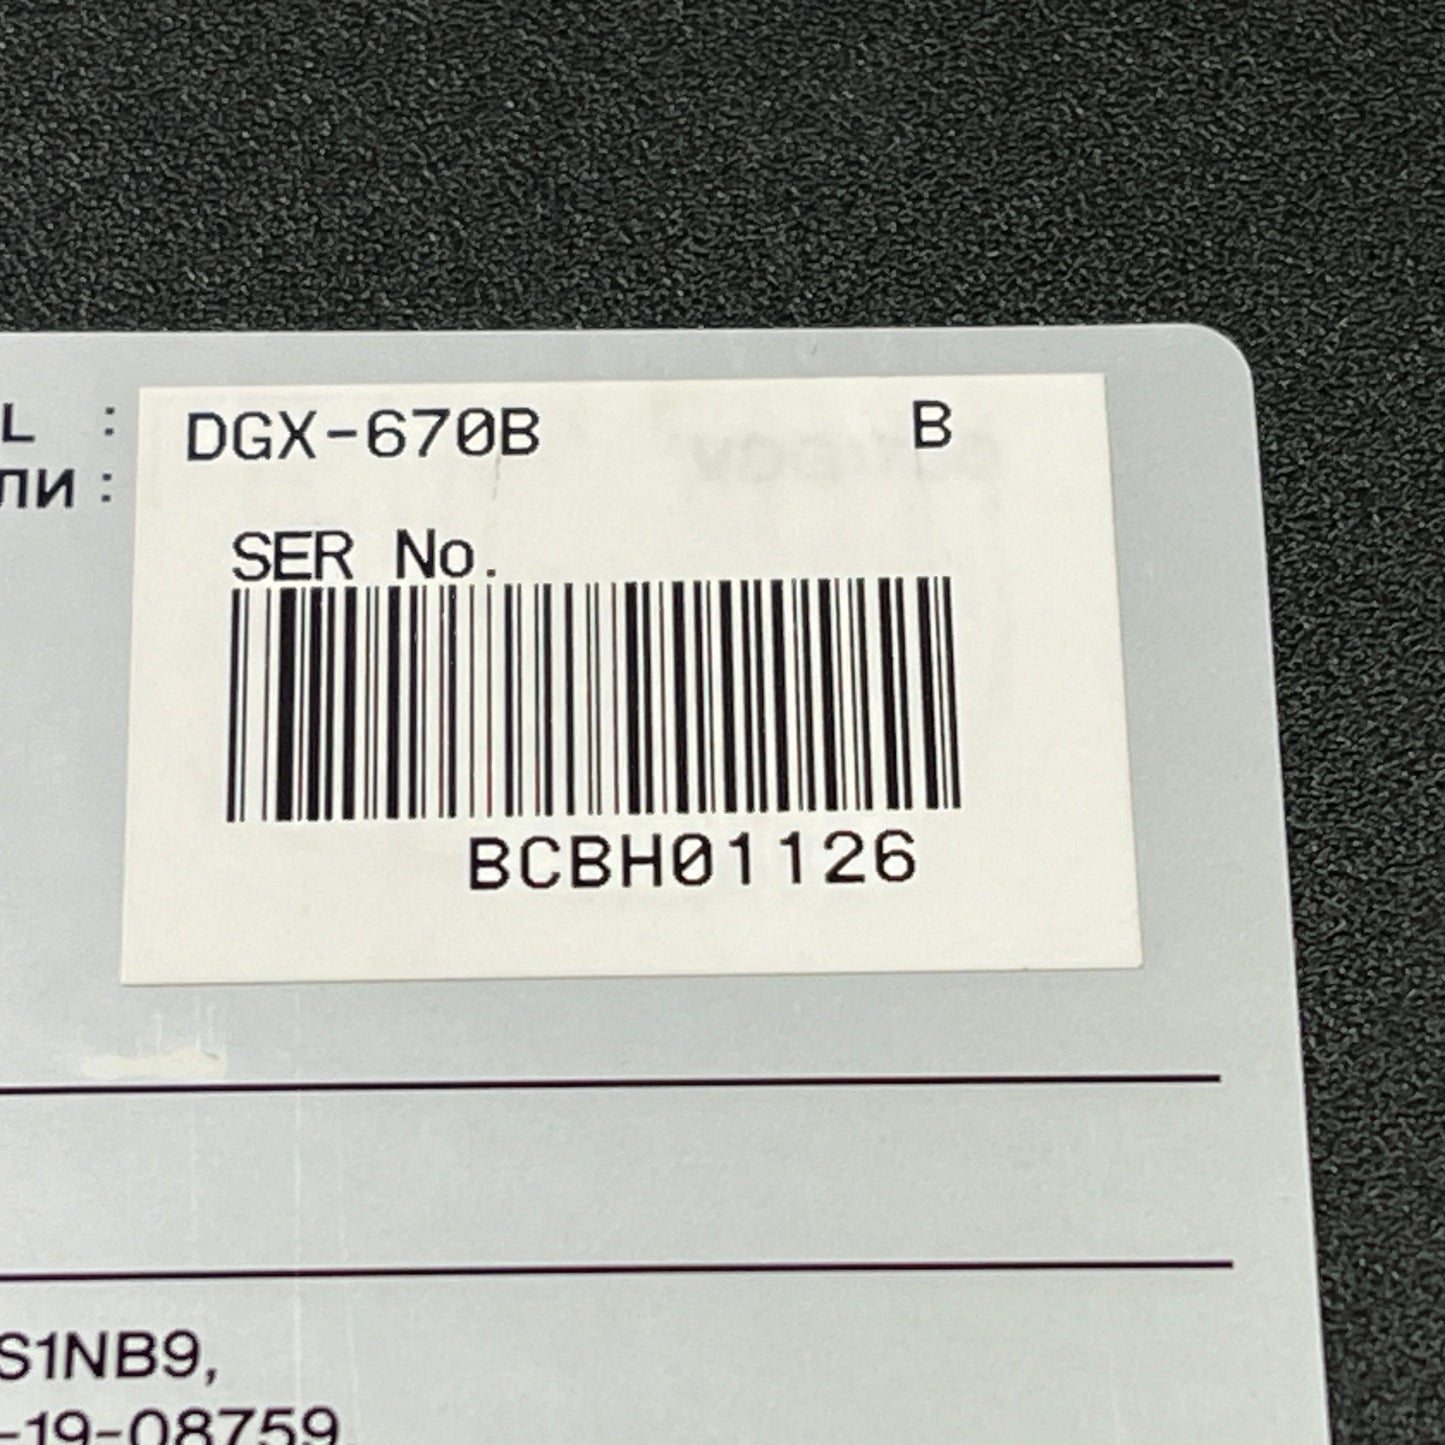 L : DGX-670B B
ЛИ :
SER No.
BCBH01126
S1NB9,
-19-08759